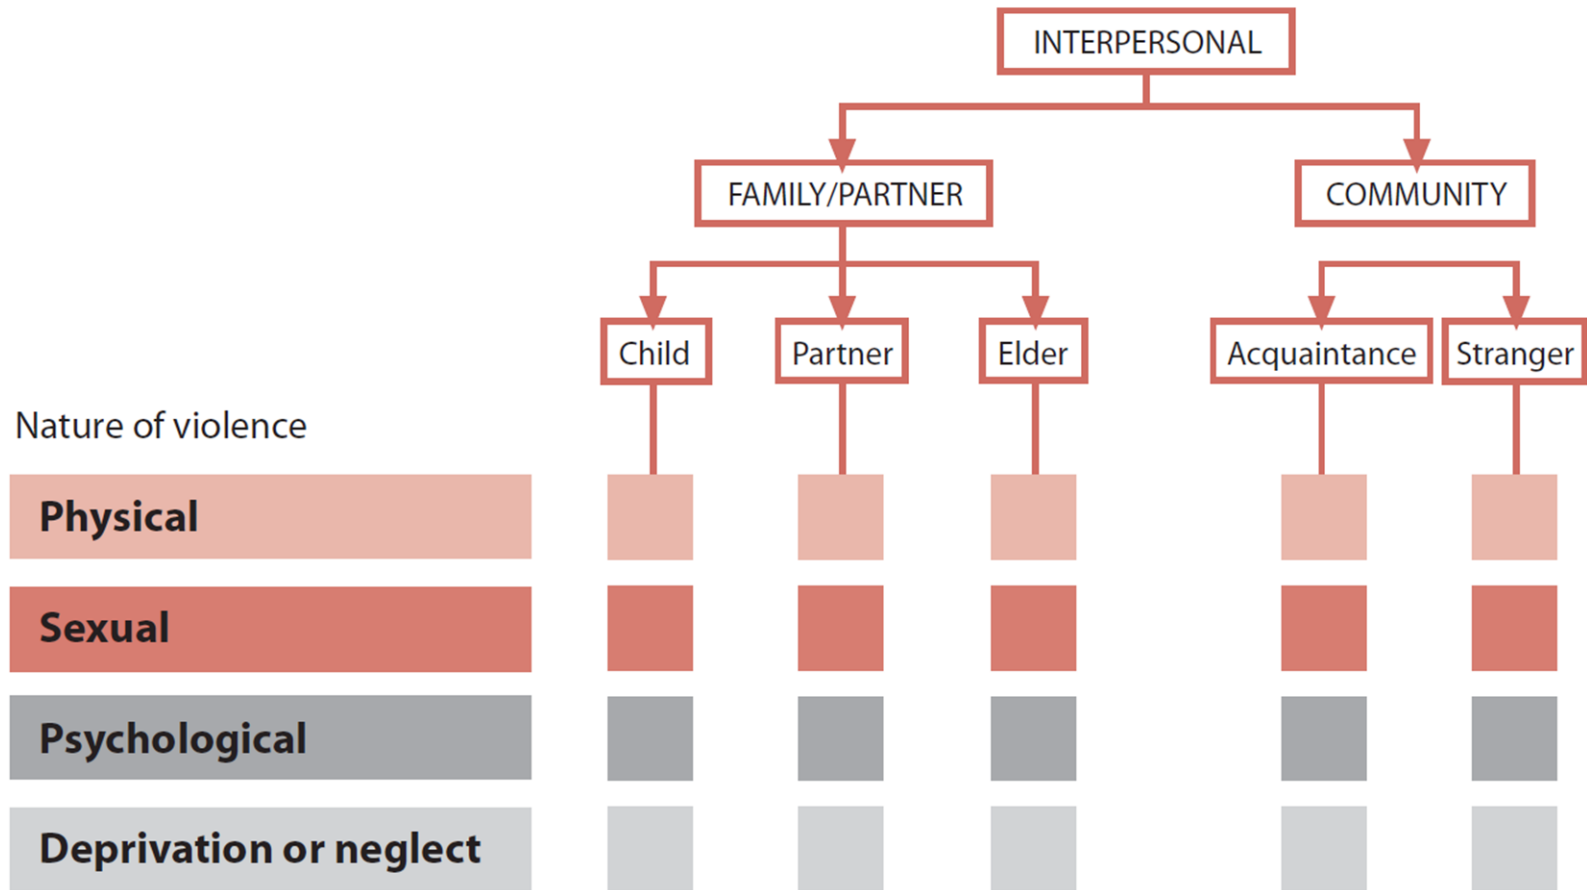 INTERPERSONAL
FAMILY/PARTNER
COMMUNITY
Child
Partner
Elder
Acquaintance
Stranger
Nature of violence
Physical
Sexual
Psychological
Deprivation or neglect